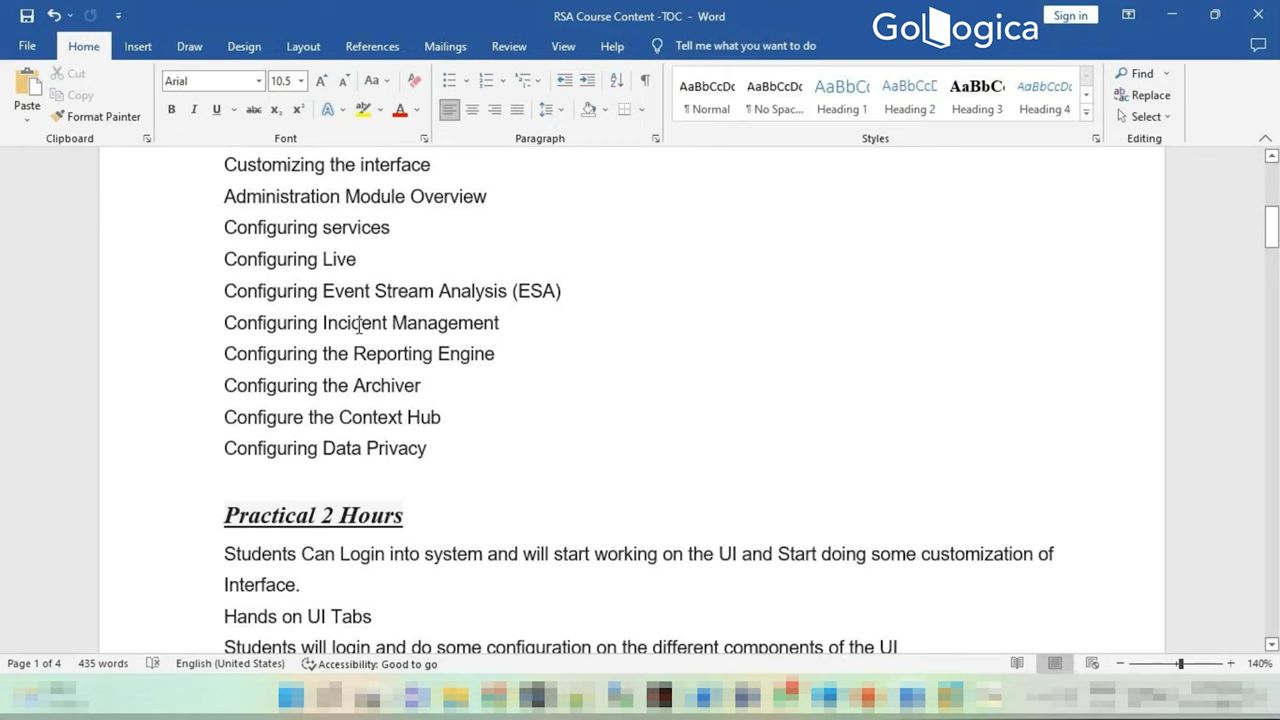 RSA Course Content -TOC - Word
GoLogica
Sign in
File Home Insert Draw Design Layout References Mailings Review View Help Tell me what you want to do
Paste
Cut
Copy
Format Painter
Clipboard
Arial 10.5
Font
Paragraph
AaBbCcDc AaBbCcDc AaBbCc AaBbCcD AaBbC AaBbCcDc
¶ Normal ¶ No Spac... Heading 1 Heading 2 Heading 3 Heading 4
Styles
Find
Replace
Select
Editing
Customizing the interface
Administration Module Overview
Configuring services
Configuring Live
Configuring Event Stream Analysis (ESA)
Configuring Incident Management
Configuring the Reporting Engine
Configuring the Archiver
Configure the Context Hub
Configuring Data Privacy
Practical 2 Hours
Students Can Login into system and will start working on the UI and Start doing some customization of
Interface.
Hands on UI Tabs
Students will login and do some configuration on the different components of the UI
Page 1 of 4 435 words English (United States) Accessibility: Good to go 140%